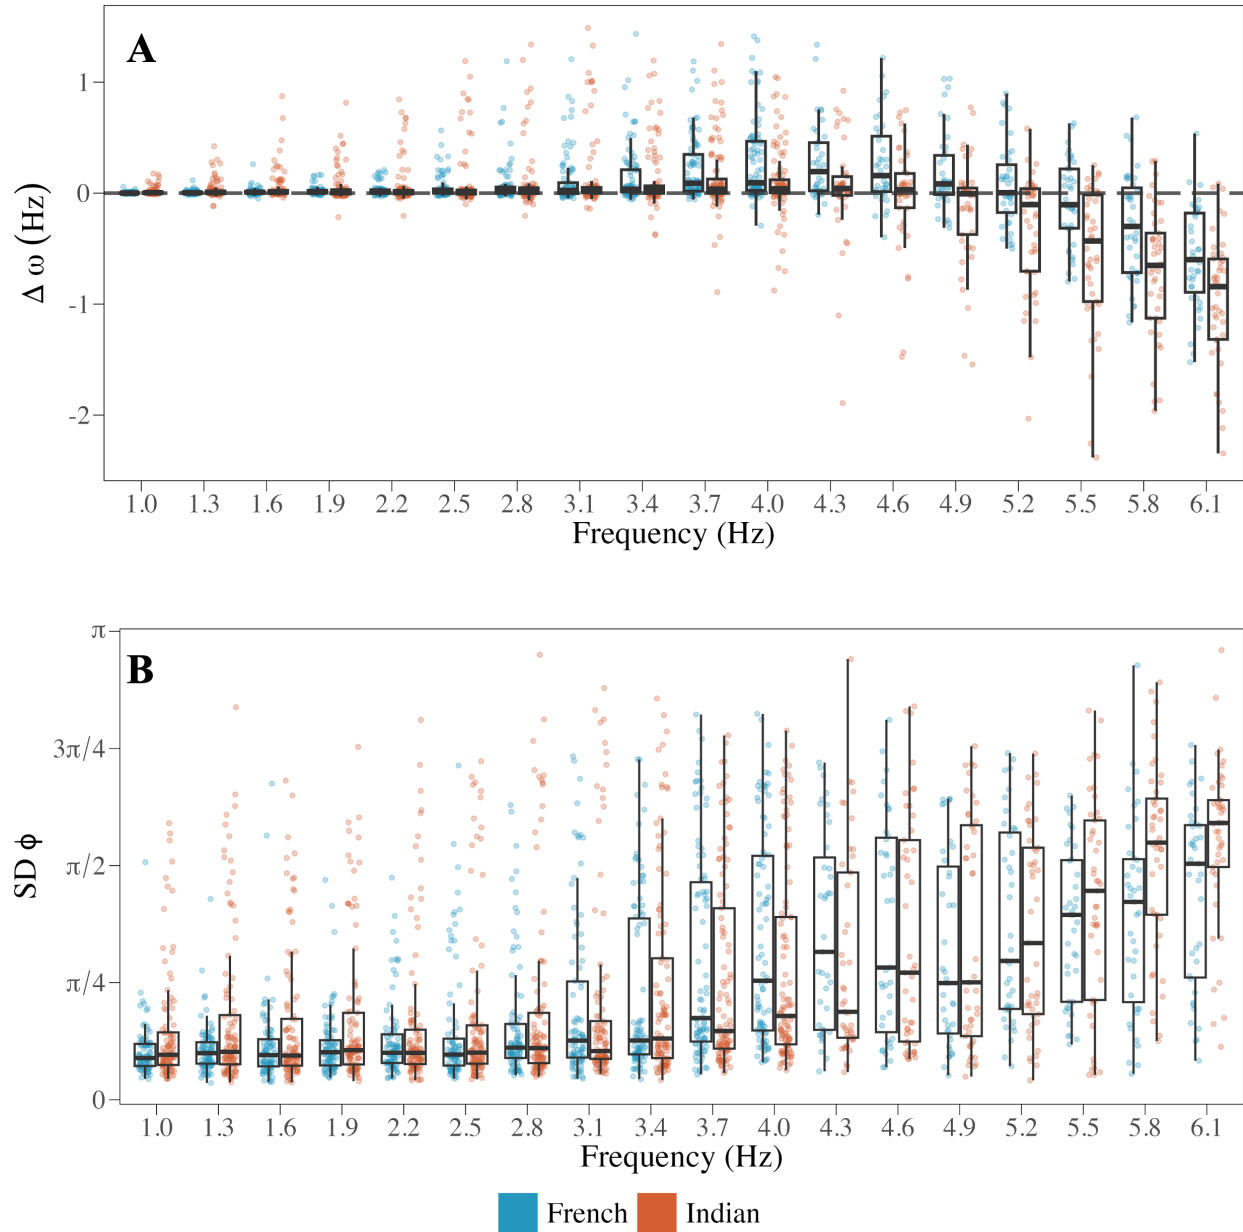 A
1
0
-1
-2
Δ ω (Hz)
1.0 1.3 1.6 1.9 2.2 2.5 2.8 3.1 3.4 3.7 4.0 4.3 4.6 4.9 5.2 5.5 5.8 6.1
Frequency (Hz)
B
π
3π/4
π/2
π/4
0
SD ϕ
1.0 1.3 1.6 1.9 2.2 2.5 2.8 3.1 3.4 3.7 4.0 4.3 4.6 4.9 5.2 5.5 5.8 6.1
Frequency (Hz)
French Indian